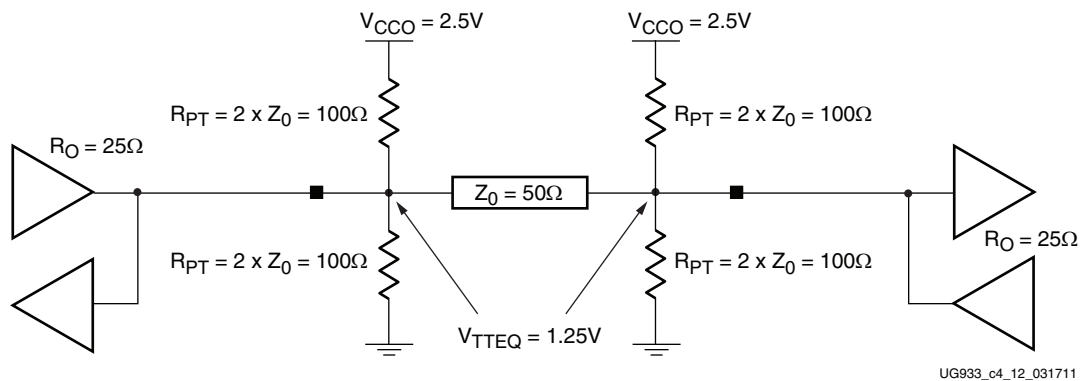 V_CCO = 2.5V
V_CCO = 2.5V
R_PT = 2 x Z_0 = 100Ω
R_PT = 2 x Z_0 = 100Ω
R_O = 25Ω
Z_0 = 50Ω
R_O = 25Ω
R_PT = 2 x Z_0 = 100Ω
R_PT = 2 x Z_0 = 100Ω
V_TTEQ = 1.25V
UG933_c4_12_031711